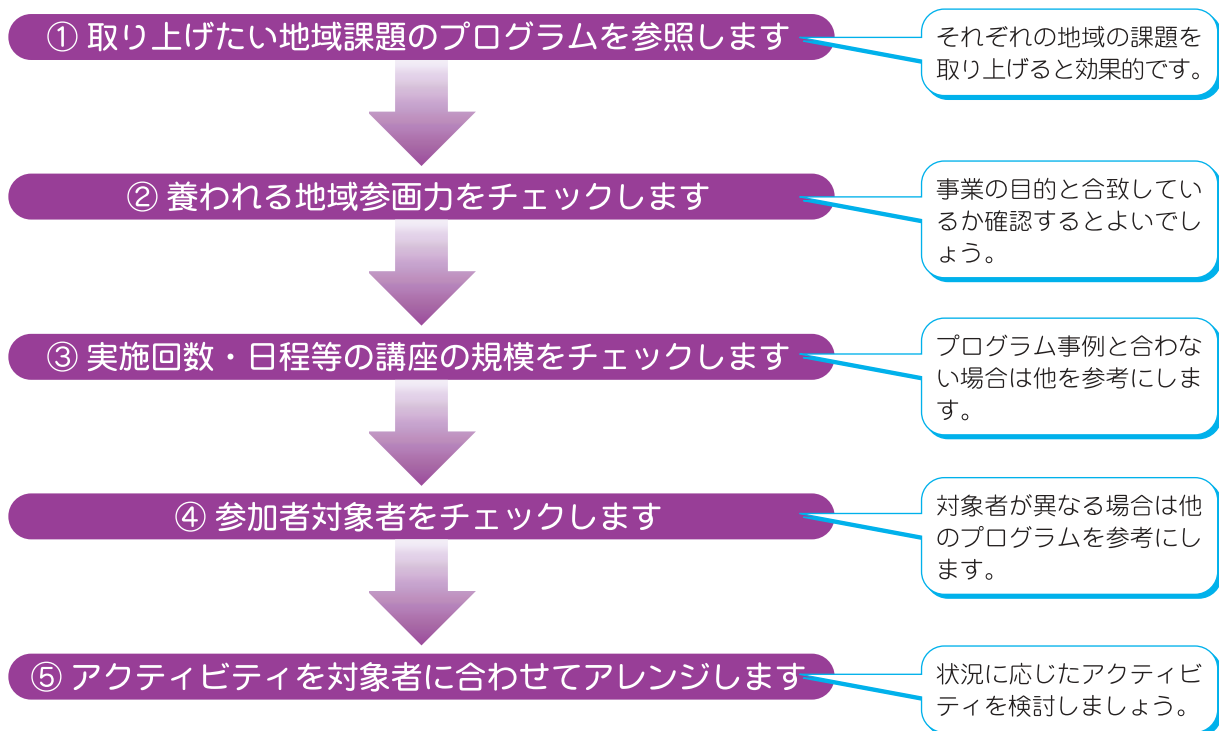 ① 取り上げたい地域課題のプログラムを参照します
それぞれの地域の課題を
取り上げると効果的です。
② 養われる地域参画力をチェックします
事業の目的と合致してい
るか確認するとよいでし
ょう。
③ 実施回数・日程等の講座の規模をチェックします
プログラム事例と合わな
い場合は他を参考にしま
す。
④ 参加者対象者をチェックします
対象者が異なる場合は他
のプログラムを参考にし
ます。
⑤ アクティビティを対象者に合わせてアレンジします
状況に応じたアクティビ
ティを検討しましょう。